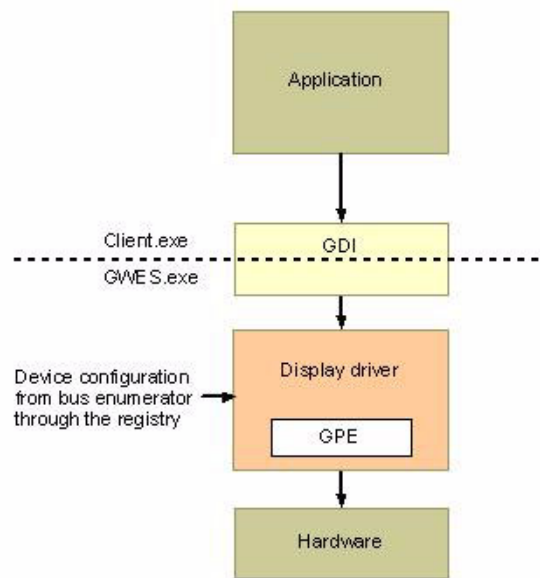 Application
Client.exe
GDI
GWES.exe
Device configuration
from bus enumerator
through the registry
Display driver
GPE
Hardware